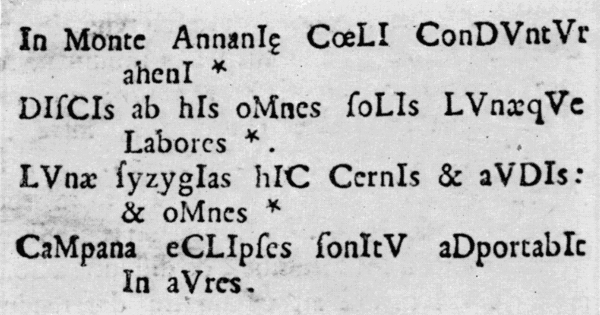 In Monte AnnanIę CœLI ConDVntVr
ahenI *
DIſCIs ab hIs oMnes ſoLIs LVnæqVe
Labores *.
LVnæ ſyzygIas hIC CernIs & aVDIs:
& oMnes *
CaMpana eCLIpſes ſonItV aDportabIt
In aVres.